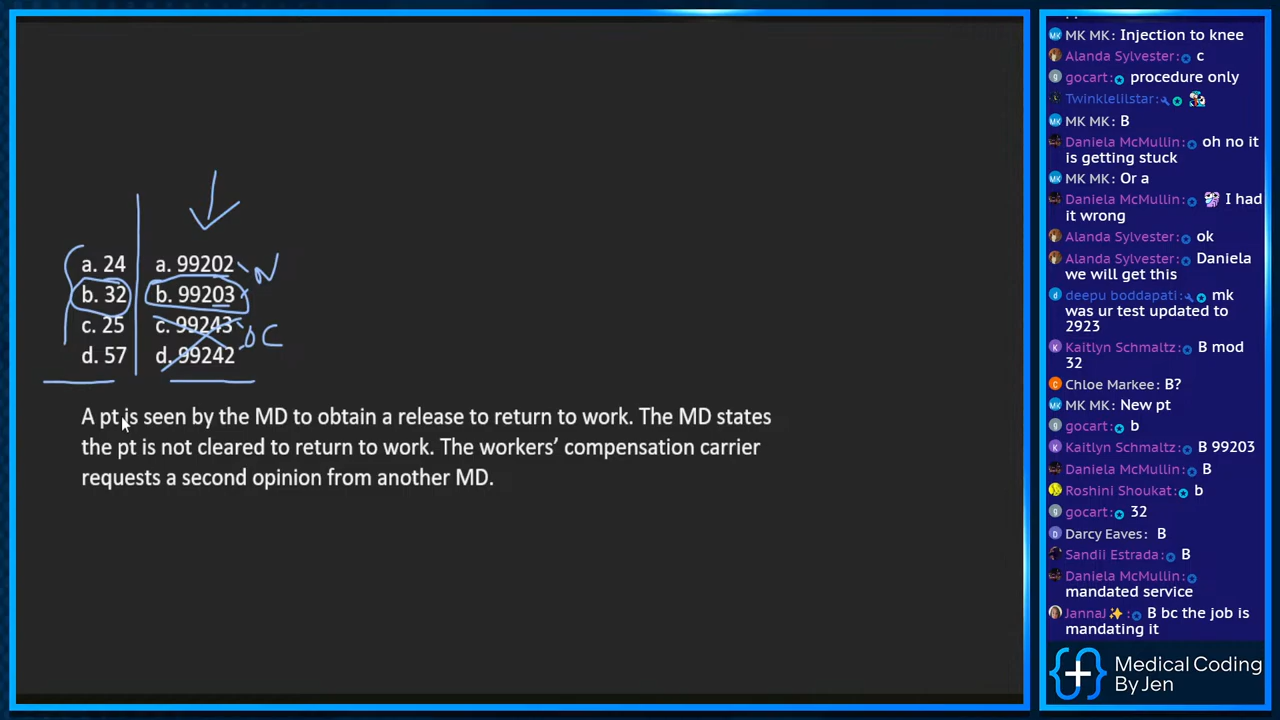 a. 24
b. 32
c. 25
d. 57
a. 99202
b. 99203
c. 99243
d. 99242
N
OC
A pt is seen by the MD to obtain a release to return to work. The MD states
the pt is not cleared to return to work. The workers’ compensation carrier
requests a second opinion from another MD.
MK MK: Injection to knee
Alanda Sylvester: c
gocart: procedure only
Twinklelilstar:
MK MK: B
Daniela McMullin: oh no it
is getting stuck
MK MK: Or a
Daniela McMullin: I had
it wrong
Alanda Sylvester: ok
Alanda Sylvester: Daniela
we will get this
deepu boddapati: mk
was ur test updated to
2923
Kaitlyn Schmaltz: B mod
32
Chloe Markee: B?
MK MK: New pt
gocart: b
Kaitlyn Schmaltz: B 99203
Daniela McMullin: B
Roshini Shoukat: b
gocart: 32
Darcy Eaves: B
Sandii Estrada: B
Daniela McMullin:
mandated service
JannaJ: B bc the job is
mandating it
Medical Coding
By Jen